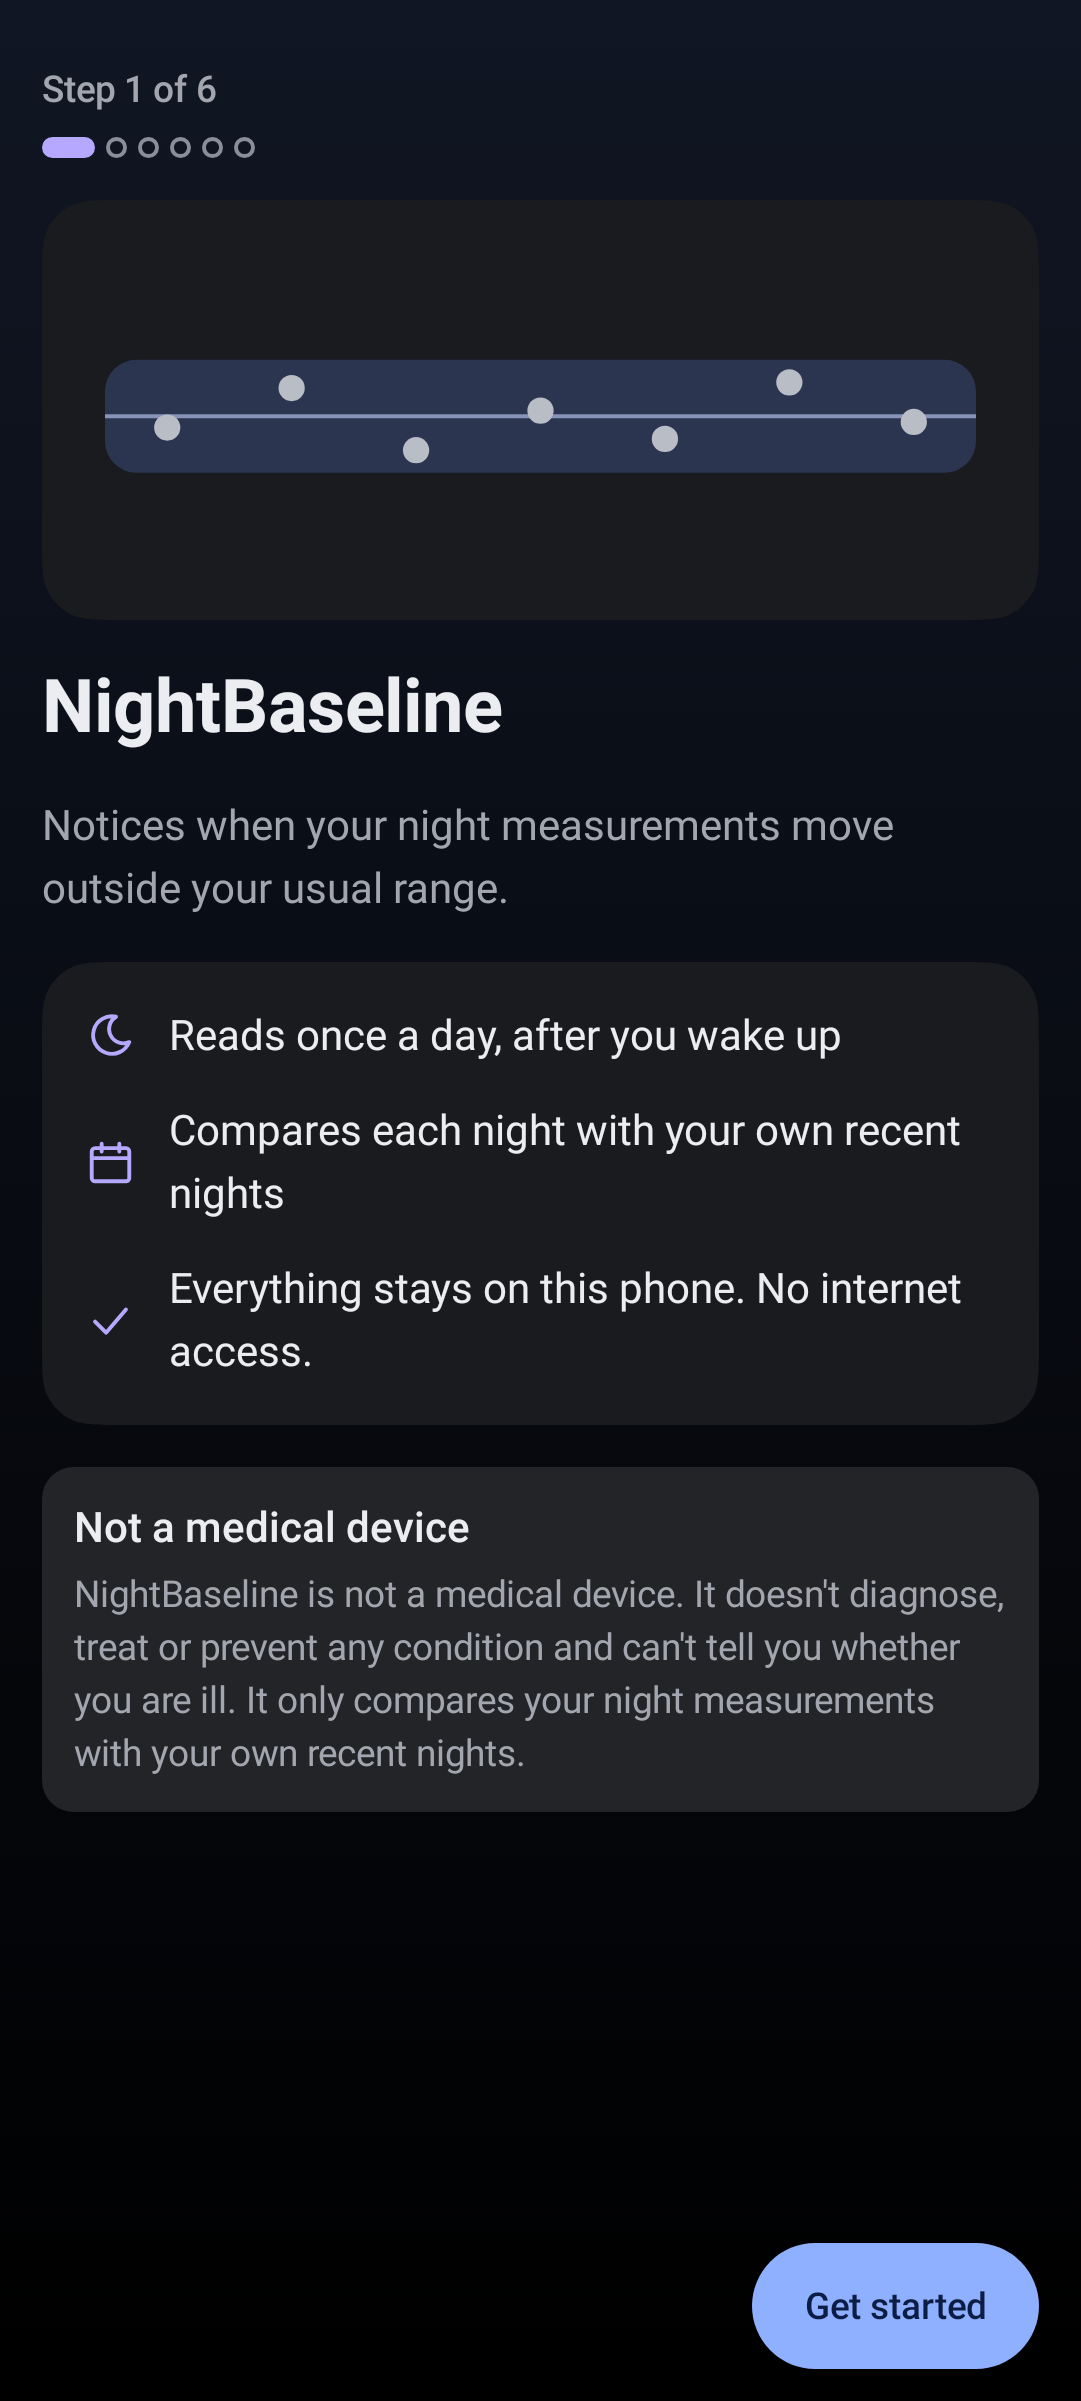 Step 1 of 6
NightBaseline
Notices when your night measurements move
outside your usual range.
Reads once a day, after you wake up
Compares each night with your own recent
nights
Everything stays on this phone. No internet
access.
Not a medical device
NightBaseline is not a medical device. It doesn't diagnose,
treat or prevent any condition and can't tell you whether
you are ill. It only compares your night measurements
with your own recent nights.
Get started